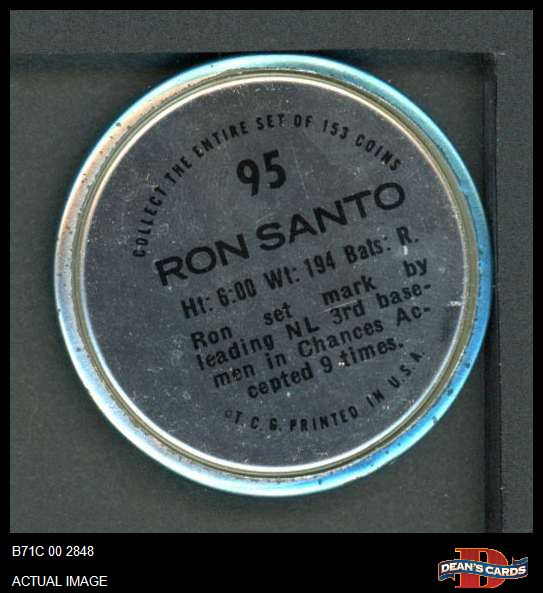 COLLECT THE ENTIRE SET OF 153 COINS
95
RON SANTO
Ht: 6:00 Wt: 194 Bats: R.
Ron set mark by
leading NL 3rd base-
men in Chances Ac-
cepted 9 times.
©T.C.G. PRINTED IN U.S.A.
B71C 00 2848
ACTUAL IMAGE
D
DEAN'S CARDS